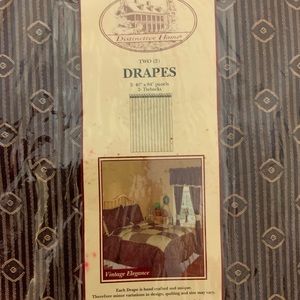 Distinctive Home
TWO (2)
DRAPES
2- 40" x 84" panels
2- Tiebacks
Vintage Elegance
Each Drape is hand crafted and unique.
Therefore minor variations in design, quilting and size may vary.